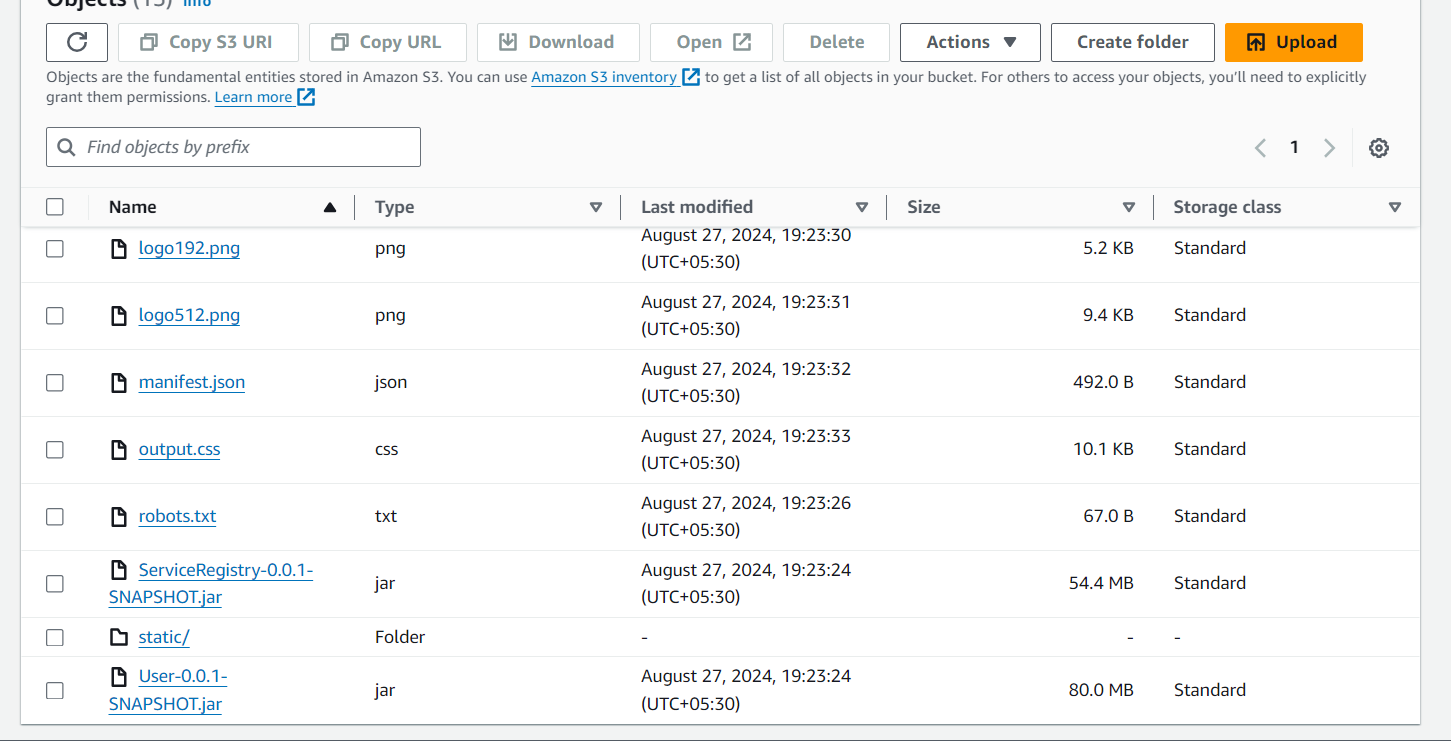 Objects (13) Info
Copy S3 URI Copy URL Download Open Delete Actions Create folder Upload
Objects are the fundamental entities stored in Amazon S3. You can use Amazon S3 inventory to get a list of all objects in your bucket. For others to access your objects, you’ll need to explicitly
grant them permissions. Learn more
Find objects by prefix
1
Name Type Last modified Size Storage class
August 27, 2024, 19:23:30
logo192.png png 5.2 KB Standard
(UTC+05:30)
August 27, 2024, 19:23:31
logo512.png png 9.4 KB Standard
(UTC+05:30)
August 27, 2024, 19:23:32
manifest.json json 492.0 B Standard
(UTC+05:30)
August 27, 2024, 19:23:33
output.css css 10.1 KB Standard
(UTC+05:30)
August 27, 2024, 19:23:26
robots.txt txt 67.0 B Standard
(UTC+05:30)
ServiceRegistry-0.0.1- August 27, 2024, 19:23:24
jar 54.4 MB Standard
SNAPSHOT.jar (UTC+05:30)
static/ Folder - - -
User-0.0.1- August 27, 2024, 19:23:24
jar 80.0 MB Standard
SNAPSHOT.jar (UTC+05:30)